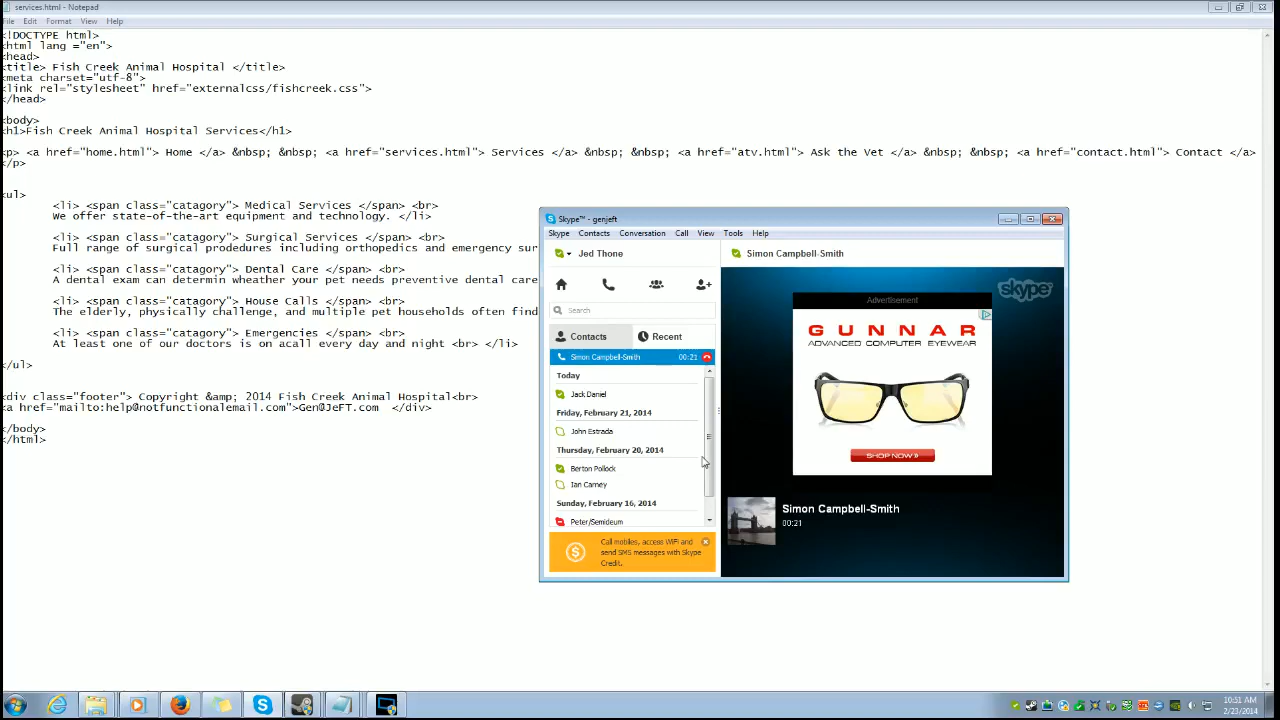 services.html - Notepad
File Edit Format View Help
<!DOCTYPE html>
<html lang ="en">
<head>
<title> Fish Creek Animal Hospital </title>
<meta charset="utf-8">
<link rel="stylesheet" href="externalcss/fishcreek.css">
</head>
<body>
<h1>Fish Creek Animal Hospital Services</h1>
<p> <a href="home.html"> Home </a> &nbsp; &nbsp; <a href="services.html"> Services </a> &nbsp; &nbsp; <a href="atv.html"> Ask the Vet </a> &nbsp; &nbsp; <a href="contact.html"> Contact </a>
</p>
<ul>
<li> <span class="catagory"> Medical Services </span> <br>
We offer state-of-the-art equipment and technology. </li>
<li> <span class="catagory"> Surgical Services </span> <br>
Full range of surgical prodedures including orthopedics and emergency sur
<li> <span class="catagory"> Dental Care </span> <br>
A dental exam can determin wheather your pet needs preventive dental care
<li> <span class="catagory"> House Calls </span> <br>
The elderly, physically challenge, and multiple pet households often find
<li> <span class="catagory"> Emergencies </span> <br>
At least one of our doctors is on acall every day and night <br> </li>
</ul>
<div class="footer"> Copyright &amp; 2014 Fish Creek Animal Hospital<br>
<a href="mailto:help@notfunctionalemail.com">Gen@JeFT.com </div>
</body>
</html>
Skype™ - genjeft
Skype Contacts Conversation Call View Tools Help
Jed Thone
Search
Contacts Recent
Simon Campbell-Smith 00:21
Today
Jack Daniel
Friday, February 21, 2014
John Estrada
Thursday, February 20, 2014
Berton Pollock
Ian Carney
Sunday, February 16, 2014
Peter/Semideum
Call mobiles, access WiFi and
send SMS messages with Skype
Credit.
Simon Campbell-Smith
skype
Advertisement
GUNNAR
ADVANCED COMPUTER EYEWEAR
SHOP NOW »
Simon Campbell-Smith
00:21
10:51 AM
2/23/2014